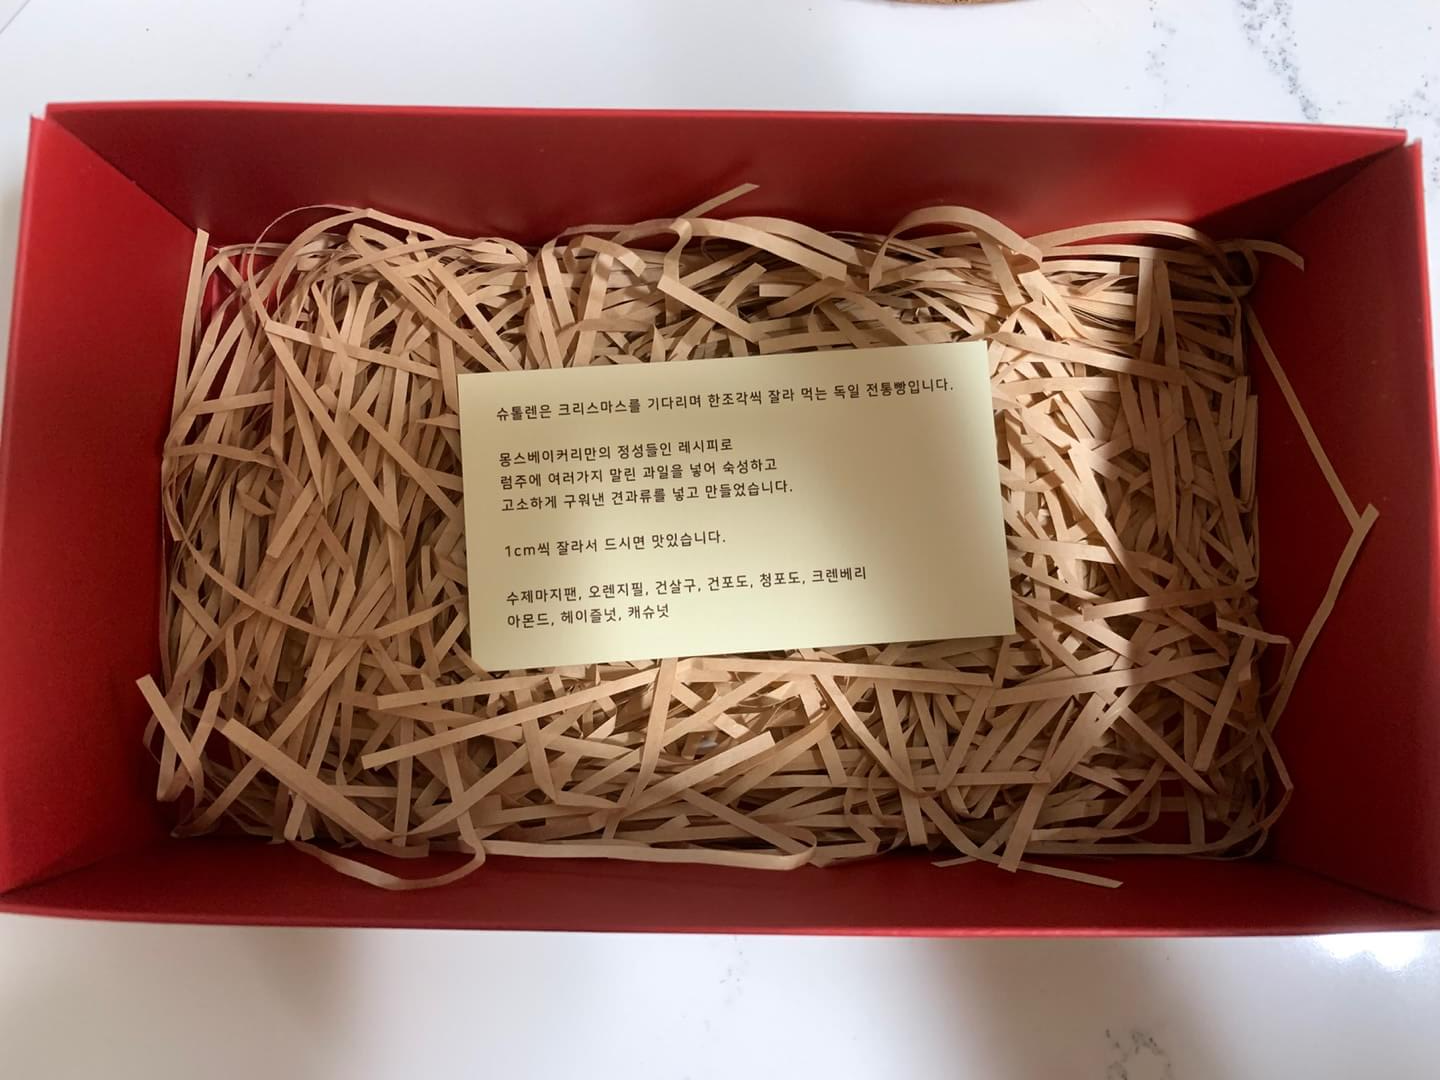 슈톨렌은 크리스마스를 기다리며 한조각씩 잘라 먹는 독일 전통빵입니다.
몽스베이커리만의 정성들인 레시피로
럼주에 여러가지 말린 과일을 넣어 숙성하고
고소하게 구워낸 견과류를 넣고 만들었습니다.
1cm씩 잘라서 드시면 맛있습니다.
수제마지팬, 오렌지필, 건살구, 건포도, 청포도, 크렌베리
아몬드, 헤이즐넛, 캐슈넛